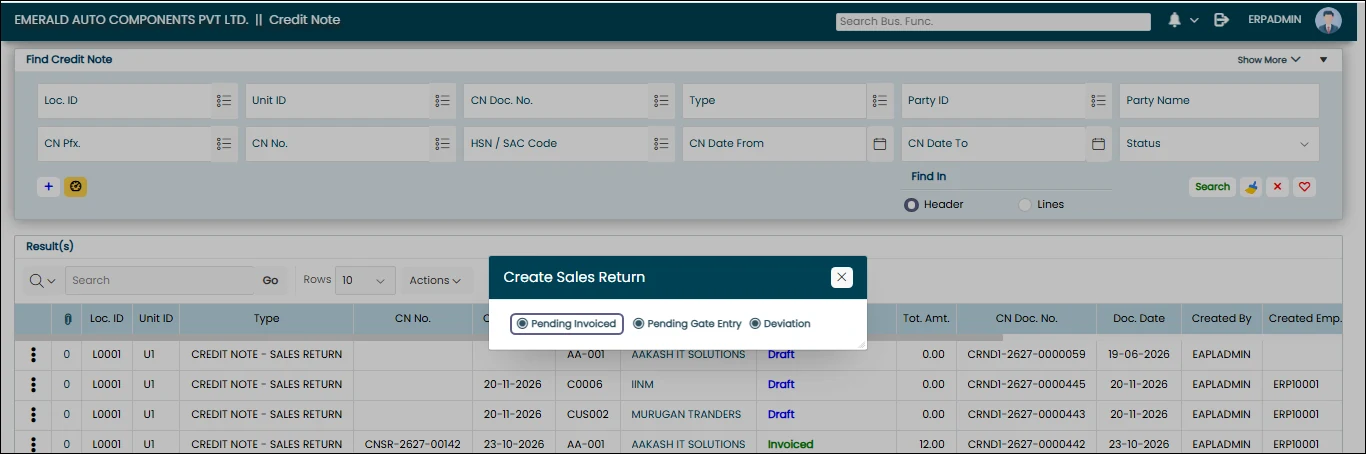 EMERALD AUTO COMPONENTS PVT LTD. || Credit Note
Search Bus. Func.
ERPADMIN
Find Credit Note
Show More
Loc. ID Unit ID CN Doc. No. Type Party ID Party Name
CN Pfx. CN No. HSN / SAC Code CN Date From CN Date To Status
Find In
Search
Header Lines
Result(s)
Create Sales Return
Search Go Rows 10 Actions
Pending Invoiced Pending Gate Entry Deviation
Loc. ID Unit ID Type CN No. Tot. Amt. CN Doc. No. Doc. Date Created By Created Emp.
0 L0001 U1 CREDIT NOTE - SALES RETURN AA-001 AAKASH IT SOLUTIONS Draft 0.00 CRND1-2627-0000059 19-06-2026 EAPLADMIN
0 L0001 U1 CREDIT NOTE - SALES RETURN 20-11-2026 C0006 IINM Draft 0.00 CRND1-2627-0000445 20-11-2026 EAPLADMIN ERP10001
0 L0001 U1 CREDIT NOTE - SALES RETURN 20-11-2026 CUS002 MURUGAN TRANDERS Draft 0.00 CRND1-2627-0000443 20-11-2026 EAPLADMIN ERP10001
0 L0001 U1 CREDIT NOTE - SALES RETURN CNSR-2627-00142 23-10-2026 AA-001 AAKASH IT SOLUTIONS Invoiced 12.00 CRND1-2627-0000442 23-10-2026 EAPLADMIN ERP10001